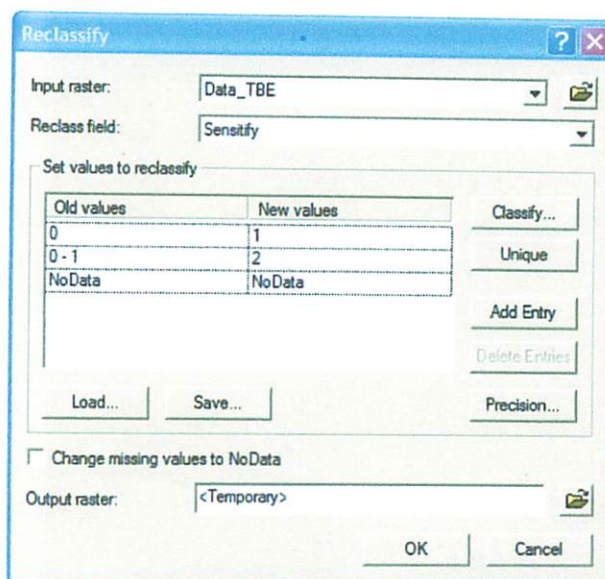 Reclassify
Input raster: Data_TBE
Reclass field: Sensitify
Set values to reclassify
Old values New values
0 1
0 - 1 2
NoData NoData
Classify...
Unique
Add Entry
Delete Entries
Load... Save... Precision...
Change missing values to NoData
Output raster: <Temporary>
OK Cancel